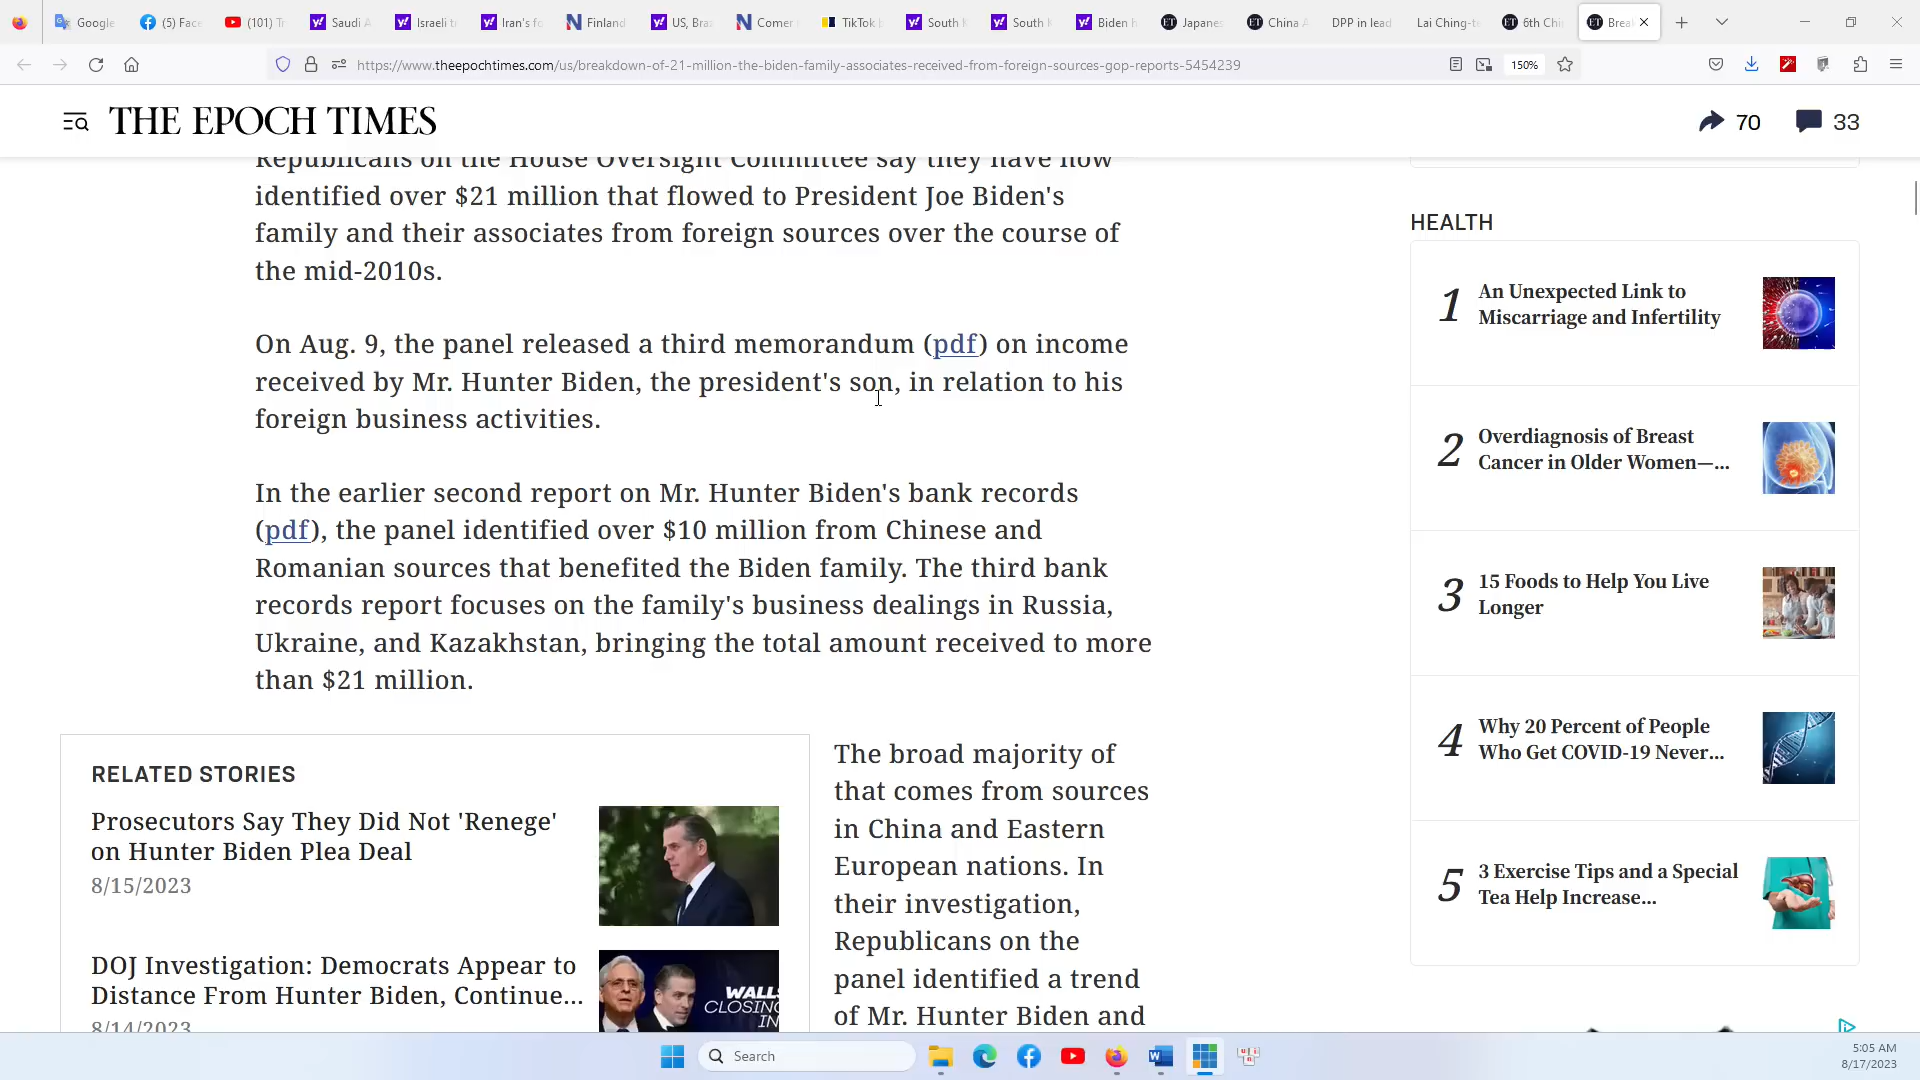 Google
(5) Face
(101) Tr
Saudi A
Israeli t
Iran's fo
Finland
US, Braz
Comer
TikTok b
South K
South K
Biden h
Japanes
China A
DPP in lead
Lai Ching-te
6th Chi
Brea
https://www.theepochtimes.com/us/breakdown-of-21-million-the-biden-family-associates-received-from-foreign-sources-gop-reports-5454239
150%
THE EPOCH TIMES
70
33
Republicans on the House Oversight Committee say they have now
identified over $21 million that flowed to President Joe Biden's
family and their associates from foreign sources over the course of
the mid-2010s.
On Aug. 9, the panel released a third memorandum (pdf) on income
received by Mr. Hunter Biden, the president's son, in relation to his
foreign business activities.
In the earlier second report on Mr. Hunter Biden's bank records
(pdf), the panel identified over $10 million from Chinese and
Romanian sources that benefited the Biden family. The third bank
records report focuses on the family's business dealings in Russia,
Ukraine, and Kazakhstan, bringing the total amount received to more
than $21 million.
RELATED STORIES
Prosecutors Say They Did Not 'Renege'
on Hunter Biden Plea Deal
8/15/2023
DOJ Investigation: Democrats Appear to
Distance From Hunter Biden, Continue...
8/14/2023
WALLS
CLOSING
IN
The broad majority of
that comes from sources
in China and Eastern
European nations. In
their investigation,
Republicans on the
panel identified a trend
of Mr. Hunter Biden and
HEALTH
1
An Unexpected Link to
Miscarriage and Infertility
2
Overdiagnosis of Breast
Cancer in Older Women—...
3
15 Foods to Help You Live
Longer
4
Why 20 Percent of People
Who Get COVID-19 Never...
5
3 Exercise Tips and a Special
Tea Help Increase...
Search
5:05 AM
8/17/2023